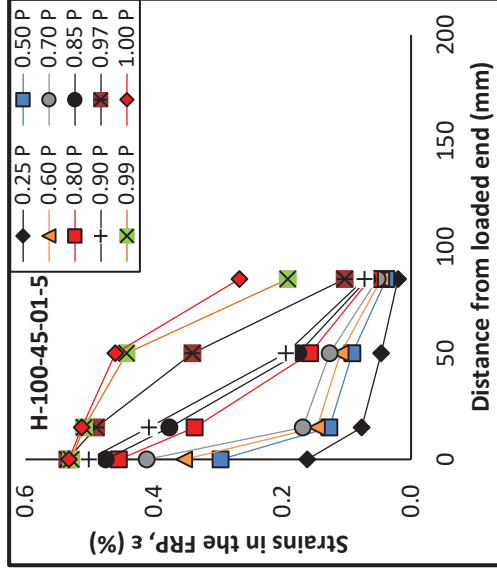 H-100-45-01-5
0.25 P
0.50 P
0.60 P
0.70 P
0.80 P
0.85 P
0.90 P
0.97 P
0.99 P
1.00 P
Strains in the FRP, ε (%)
0.6
0.4
0.2
0.0
0
50
100
150
200
Distance from loaded end (mm)